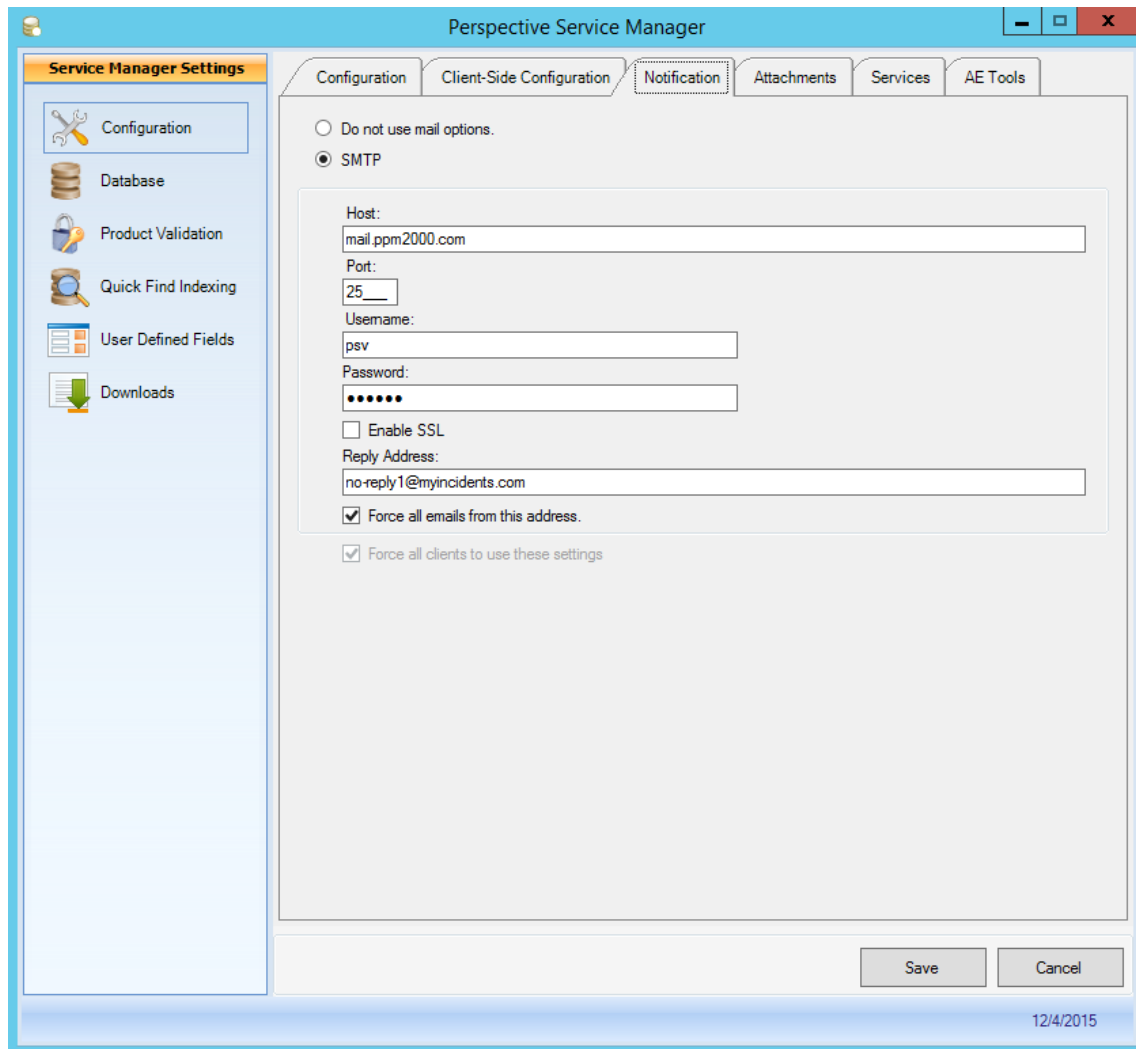 Perspective Service Manager
Service Manager Settings
Configuration
Database
Product Validation
Quick Find Indexing
User Defined Fields
Downloads
Configuration Client-Side Configuration Notification Attachments Services AE Tools
Do not use mail options.
SMTP
Host:
mail.ppm2000.com
Port:
25___
Username:
psv
Password:
••••••
Enable SSL
Reply Address:
no-reply1@myincidents.com
Force all emails from this address.
Force all clients to use these settings
Save Cancel
12/4/2015